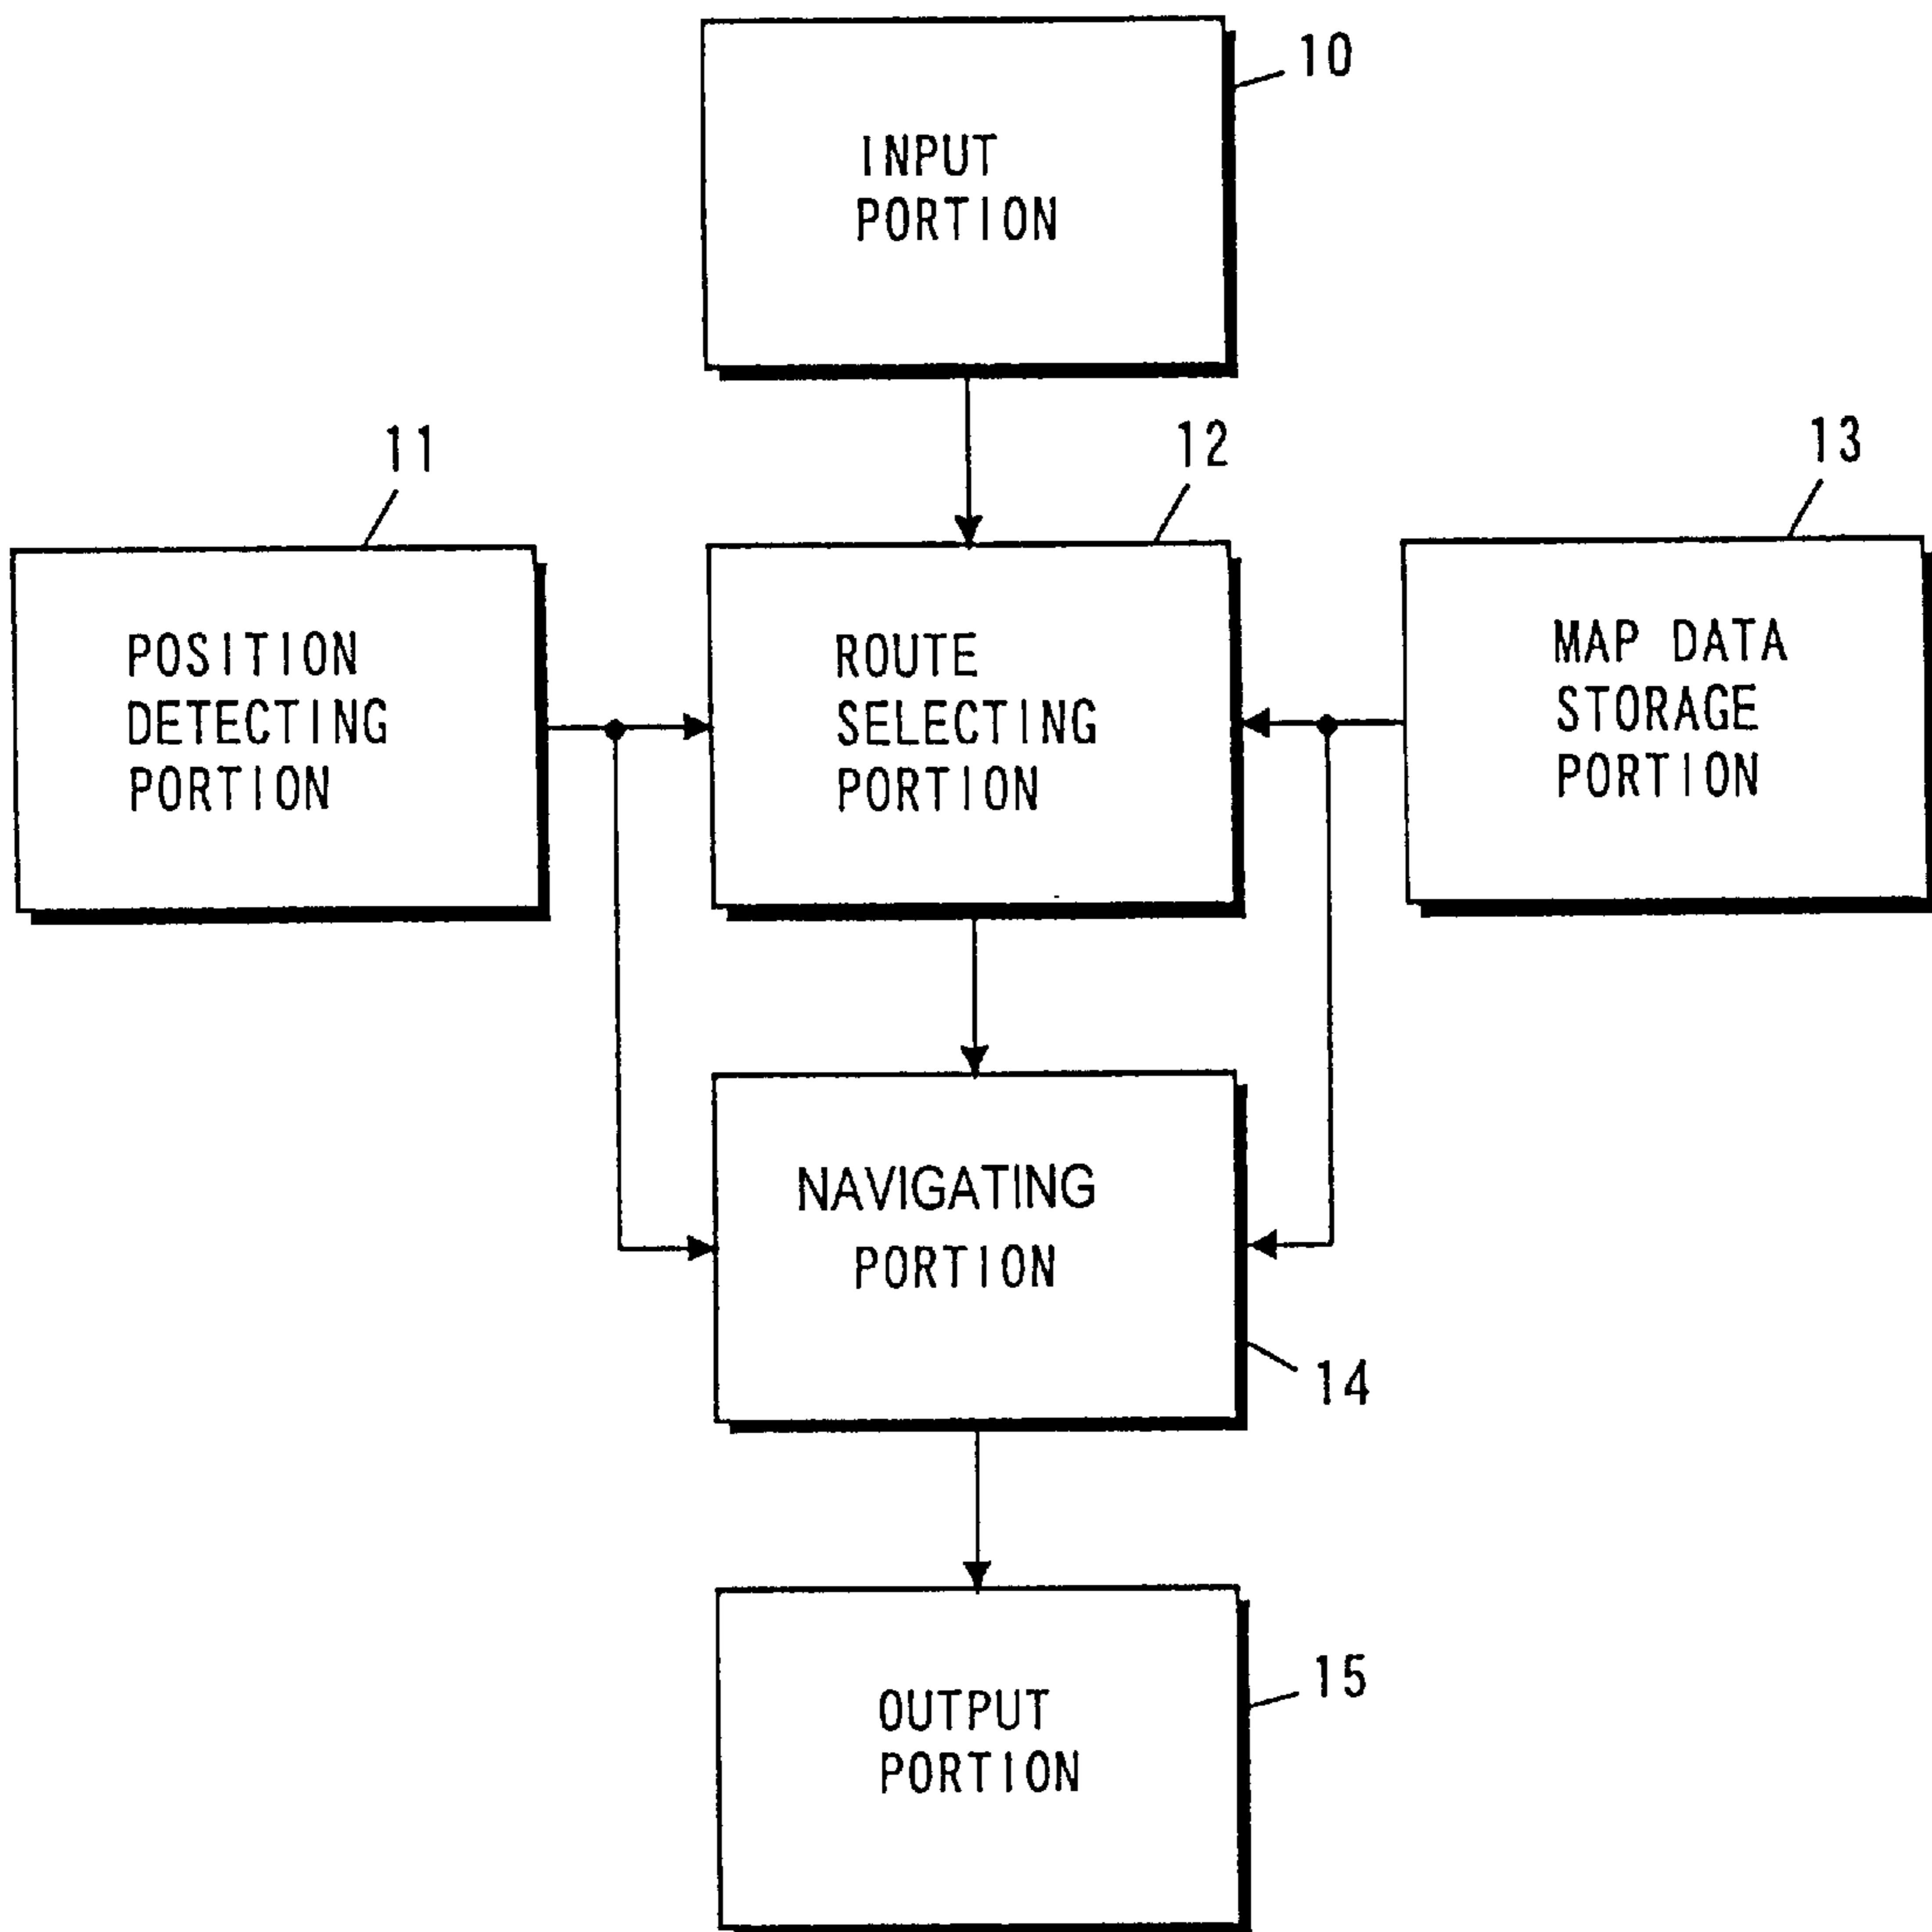 10
INPUT
PORTION
11
12
13
POSITION
DETECTING
PORTION
ROUTE
SELECTING
PORTION
MAP DATA
STORAGE
PORTION
NAVIGATING
PORTION
14
15
OUTPUT
PORTION